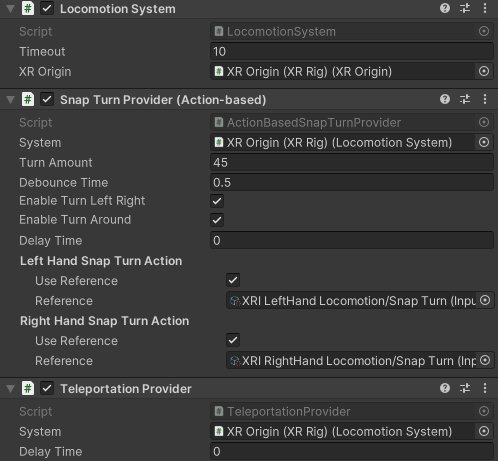 Locomotion System
Script LocomotionSystem
Timeout 10
XR Origin XR Origin (XR Rig) (XR Origin)
Snap Turn Provider (Action-based)
Script ActionBasedSnapTurnProvider
System XR Origin (XR Rig) (Locomotion System)
Turn Amount 45
Debounce Time 0.5
Enable Turn Left Right
Enable Turn Around
Delay Time 0
Left Hand Snap Turn Action
Use Reference
Reference XRI LeftHand Locomotion/Snap Turn (Inpu
Right Hand Snap Turn Action
Use Reference
Reference XRI RightHand Locomotion/Snap Turn (Inp
Teleportation Provider
Script TeleportationProvider
System XR Origin (XR Rig) (Locomotion System)
Delay Time 0